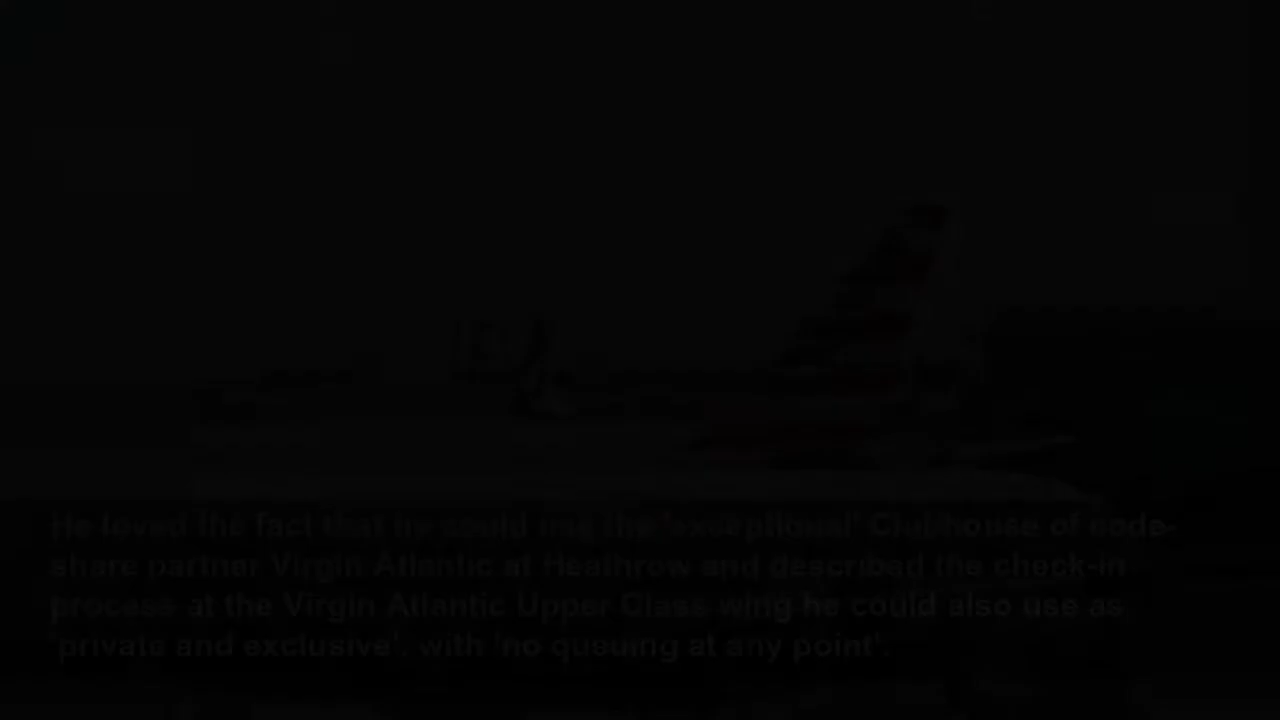 He loved the fact that he could use the 'exceptional' Clubhouse of code-
share partner Virgin Atlantic at Heathrow and described the check-in
process at the Virgin Atlantic Upper Class wing he could also use as
'private and exclusive', with 'no queuing at any point'.